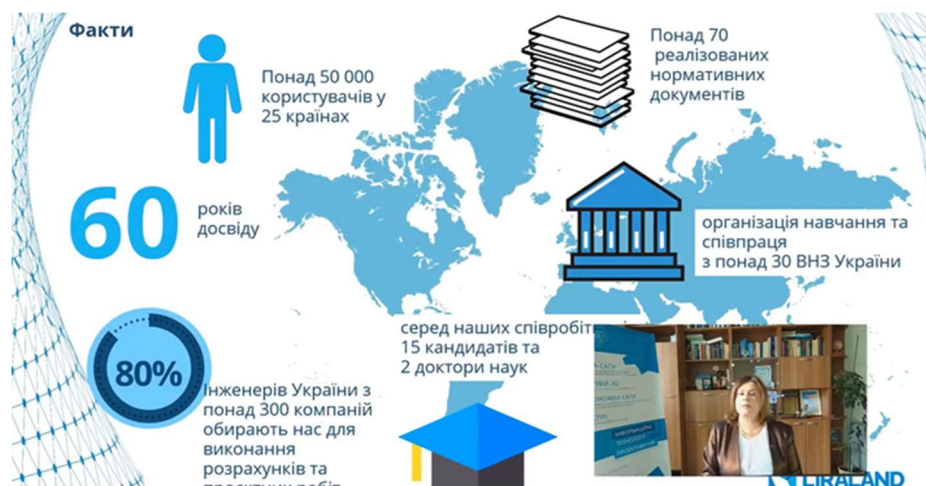 Факти
Понад 50 000
користувачів у
25 країнах
Понад 70
реалізованих
нормативних
документів
60
років
досвіду
організація навчання та
співпраця
з понад 30 ВНЗ України
80%
Інженерів України з
понад 300 компаній
обирають нас для
виконання
розрахунків та
серед наших
15 кандидатів та
2 доктори наук
ІНФОРМАЦІЙНІ
ТЕХНОЛОГІЇ
LIRALAND